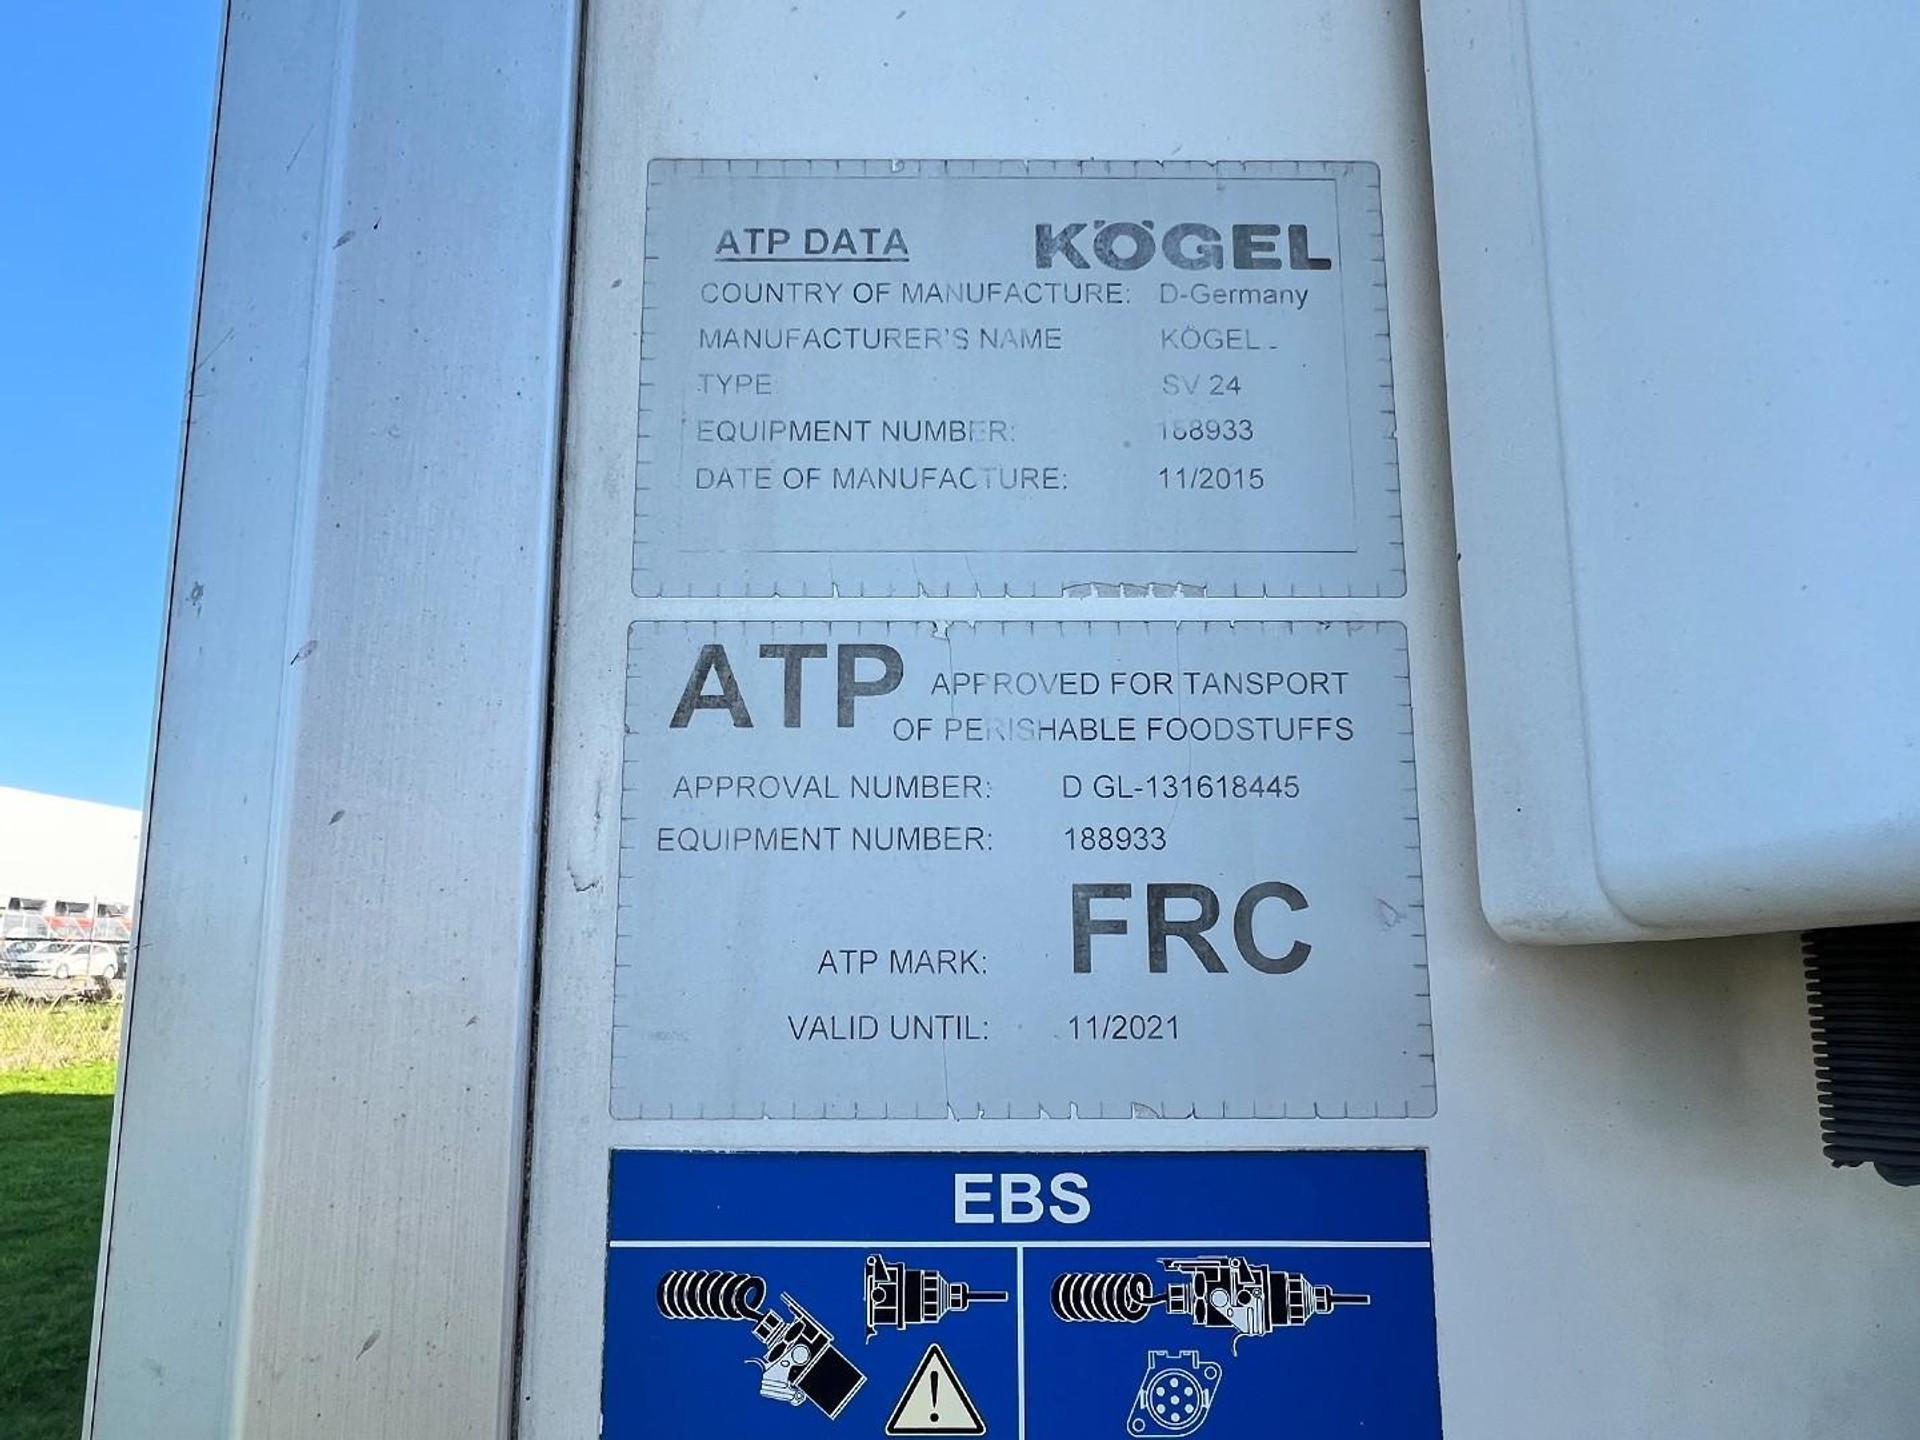 ATP DATA KÖGEL
COUNTRY OF MANUFACTURE: D-Germany
MANUFACTURER'S NAME KÖGEL
TYPE SV 24
EQUIPMENT NUMBER: 188933
DATE OF MANUFACTURE: 11/2015
ATP APPROVED FOR TANSPORT
OF PERISHABLE FOODSTUFFS
APPROVAL NUMBER: D GL-131618445
EQUIPMENT NUMBER: 188933
ATP MARK: FRC
VALID UNTIL: 11/2021
EBS